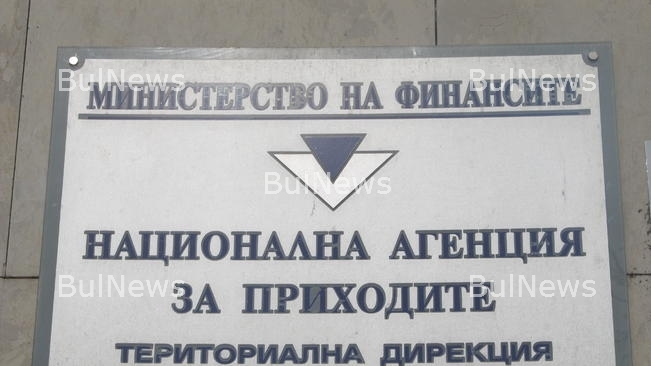 МИНИСТЕРСТВО НА ФИНАНСИТЕ
НАЦИОНАЛНА АГЕНЦИЯ
ЗА ПРИХОДИТЕ
ТЕРИТОРИАЛНА ДИРЕКЦИЯ
BulNews BulNews
BulNews
BulNews BulNews